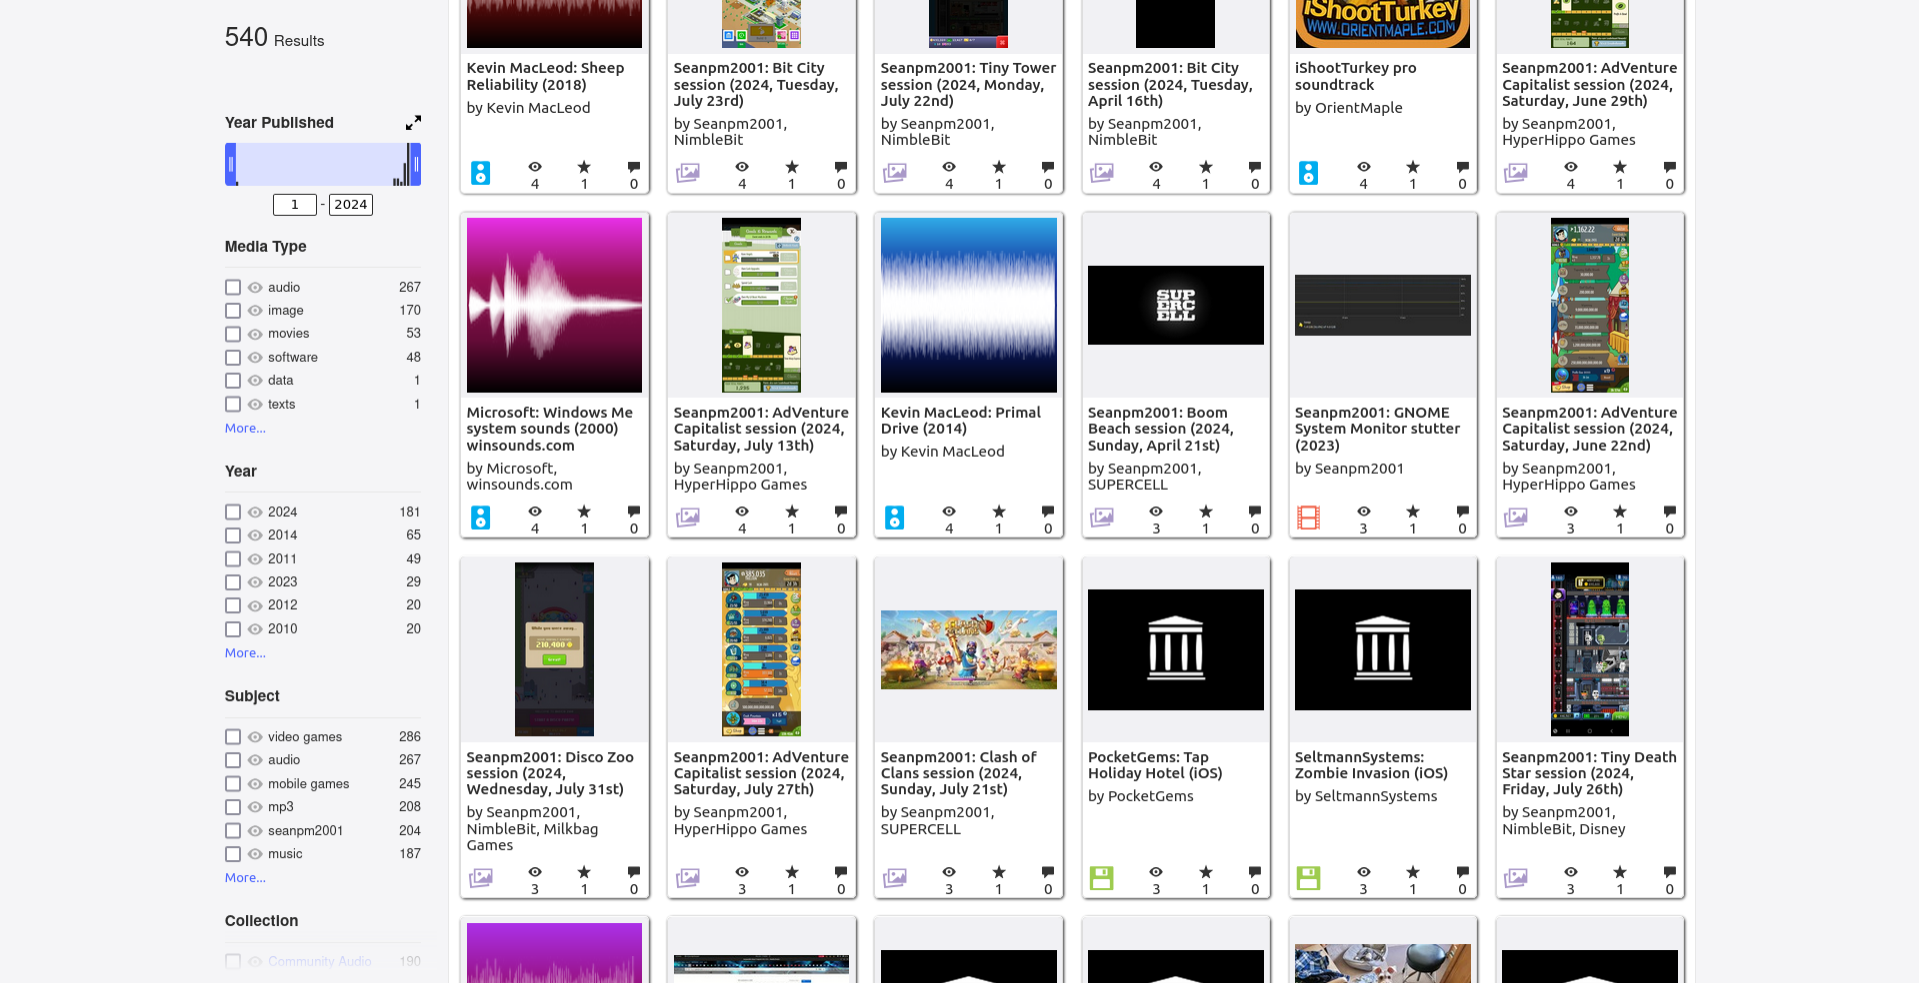 540 Results
Year Published
1 - 2024
Media Type
audio 267
image 170
movies 53
software 48
data 1
texts 1
More...
Year
2024 181
2014 65
2011 49
2023 29
2012 20
2010 20
More...
Subject
video games 286
audio 267
mobile games 245
mp3 208
seanpm2001 204
music 187
More...
Collection
Community Audio 190
Kevin MacLeod: Sheep
Reliability (2018)
by Kevin MacLeod
4 1 0
Seanpm2001: Bit City
session (2024, Tuesday,
July 23rd)
by Seanpm2001,
NimbleBit
4 1 0
Seanpm2001: Tiny Tower
session (2024, Monday,
July 22nd)
by Seanpm2001,
NimbleBit
4 1 0
Seanpm2001: Bit City
session (2024, Tuesday,
April 16th)
by Seanpm2001,
NimbleBit
4 1 0
iShootTurkey
WWW.ORIENTMAPLE.COM
iShootTurkey pro
soundtrack
by OrientMaple
4 1 0
Seanpm2001: AdVenture
Capitalist session (2024,
Saturday, June 29th)
by Seanpm2001,
HyperHippo Games
4 1 0
Microsoft: Windows Me
system sounds (2000)
winsounds.com
by Microsoft,
winsounds.com
4 1 0
Seanpm2001: AdVenture
Capitalist session (2024,
Saturday, July 13th)
by Seanpm2001,
HyperHippo Games
4 1 0
Kevin MacLeod: Primal
Drive (2014)
by Kevin MacLeod
4 1 0
SUP
ERC
ELL
Seanpm2001: Boom
Beach session (2024,
Sunday, April 21st)
by Seanpm2001,
SUPERCELL
3 1 0
Seanpm2001: GNOME
System Monitor stutter
(2023)
by Seanpm2001
3 1 0
1,162.22
Seanpm2001: AdVenture
Capitalist session (2024,
Saturday, June 22nd)
by Seanpm2001,
HyperHippo Games
3 1 0
While you were away...
210,400
Seanpm2001: Disco Zoo
session (2024,
Wednesday, July 31st)
by Seanpm2001,
NimbleBit, Milkbag
Games
3 1 0
385.035
Seanpm2001: AdVenture
Capitalist session (2024,
Saturday, July 27th)
by Seanpm2001,
HyperHippo Games
3 1 0
Seanpm2001: Clash of
Clans session (2024,
Sunday, July 21st)
by Seanpm2001,
SUPERCELL
3 1 0
PocketGems: Tap
Holiday Hotel (iOS)
by PocketGems
3 1 0
SeltmannSystems:
Zombie Invasion (iOS)
by SeltmannSystems
3 1 0
Seanpm2001: Tiny Death
Star session (2024,
Friday, July 26th)
by Seanpm2001,
NimbleBit, Disney
3 1 0